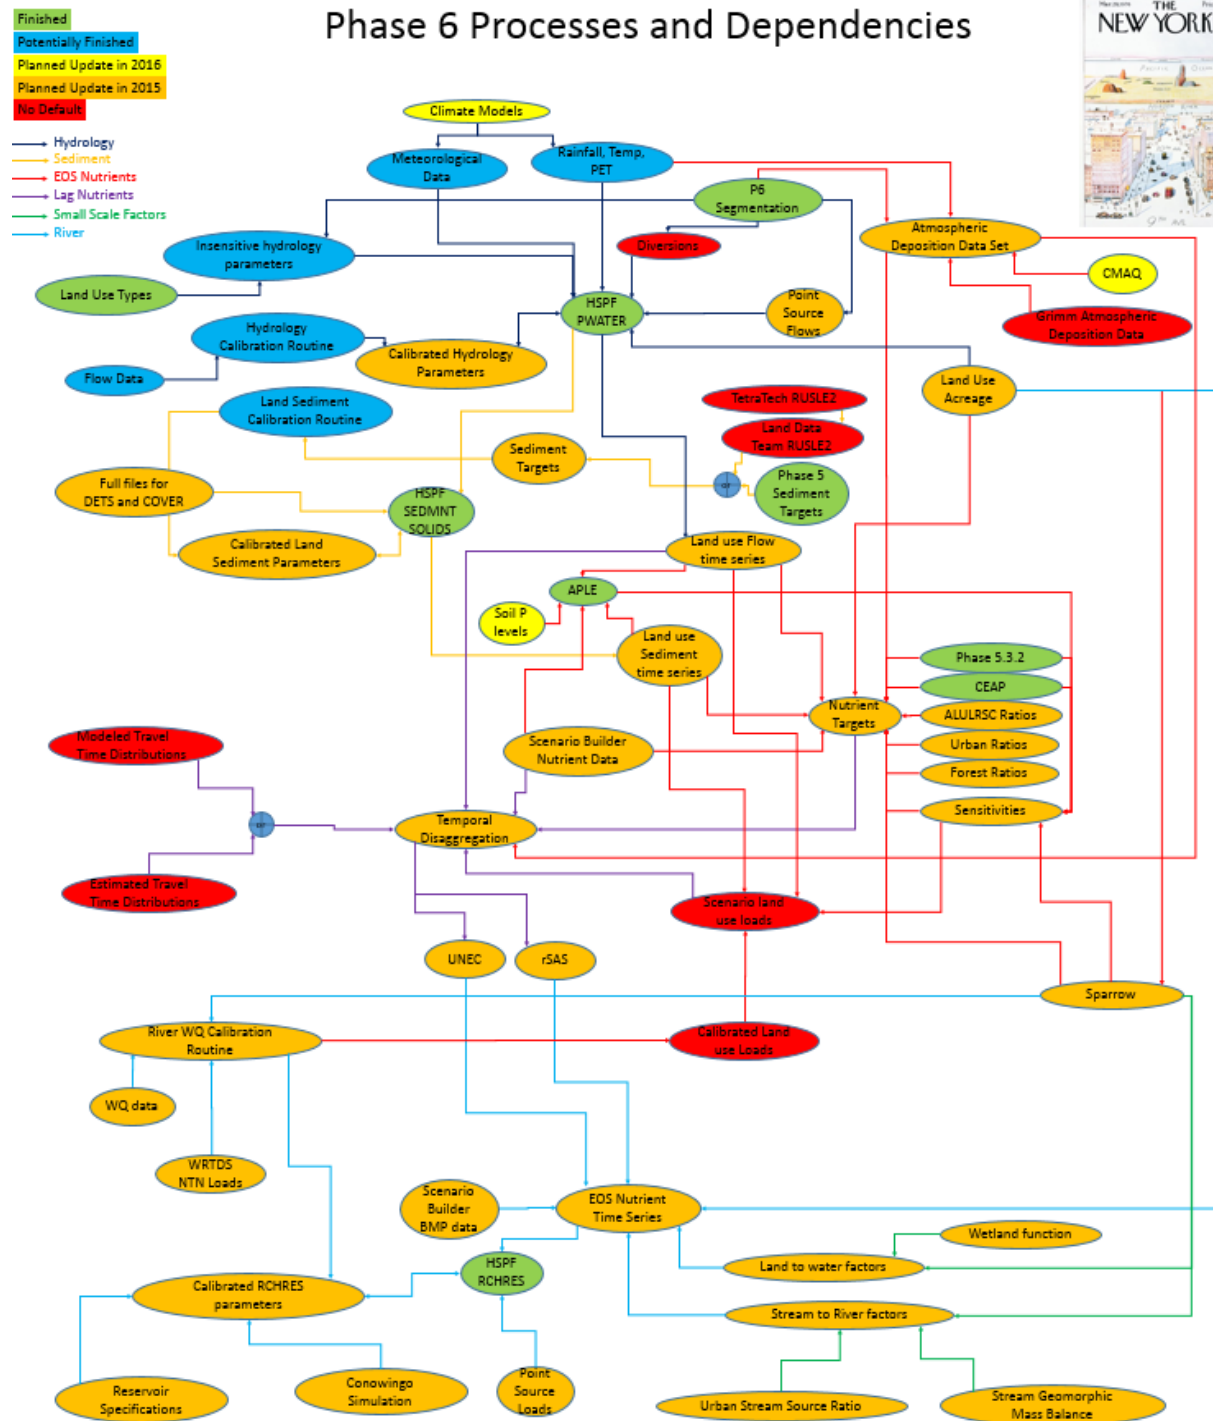 Phase 6 Processes and Dependencies
Finished
Potentially Finished
Planned Update in 2016
Planned Update in 2015
No Default
Hydrology
Sediment
EOS Nutrients
Lag Nutrients
Small Scale Factors
River
THE
NEW YORK
Climate Models
Meteorological
Data
Rainfall, Temp,
PET
P6
Segmentation
Atmospheric
Deposition Data Set
Insensitive hydrology
parameters
Diversions
CMAQ
Land Use Types
HSPF
PWATER
Point
Source
Flows
Grimm Atmospheric
Deposition Data
Hydrology
Calibration Routine
Calibrated Hydrology
Parameters
Flow Data
Land Use
Acreage
Land Sediment
Calibration Routine
TetraTech RUSLE2
Land Data
Team RUSLE2
Sediment
Targets
or
Phase 5
Sediment
Targets
Full files for
DETS and COVER
HSPF
SEDMNT
SOLIDS
Calibrated Land
Sediment Parameters
Land use Flow
time series
APLE
Soil P
levels
Land use
Sediment
time series
Phase 5.3.2
CEAP
Nutrient
Targets
ALULRSC Ratios
Urban Ratios
Forest Ratios
Sensitivities
Modeled Travel
Time Distributions
Scenario Builder
Nutrient Data
or
Temporal
Disaggregation
Estimated Travel
Time Distributions
Scenario land
use loads
UNEC
rSAS
Sparrow
River WQ Calibration
Routine
Calibrated Land
use Loads
WQ data
WRTDS
NTN Loads
Scenario
Builder
BMP data
EOS Nutrient
Time Series
Wetland function
HSPF
RCHRES
Land to water factors
Calibrated RCHRES
parameters
Stream to River factors
Reservoir
Specifications
Conowingo
Simulation
Point
Source
Loads
Urban Stream Source Ratio
Stream Geomorphic
Mass Balance